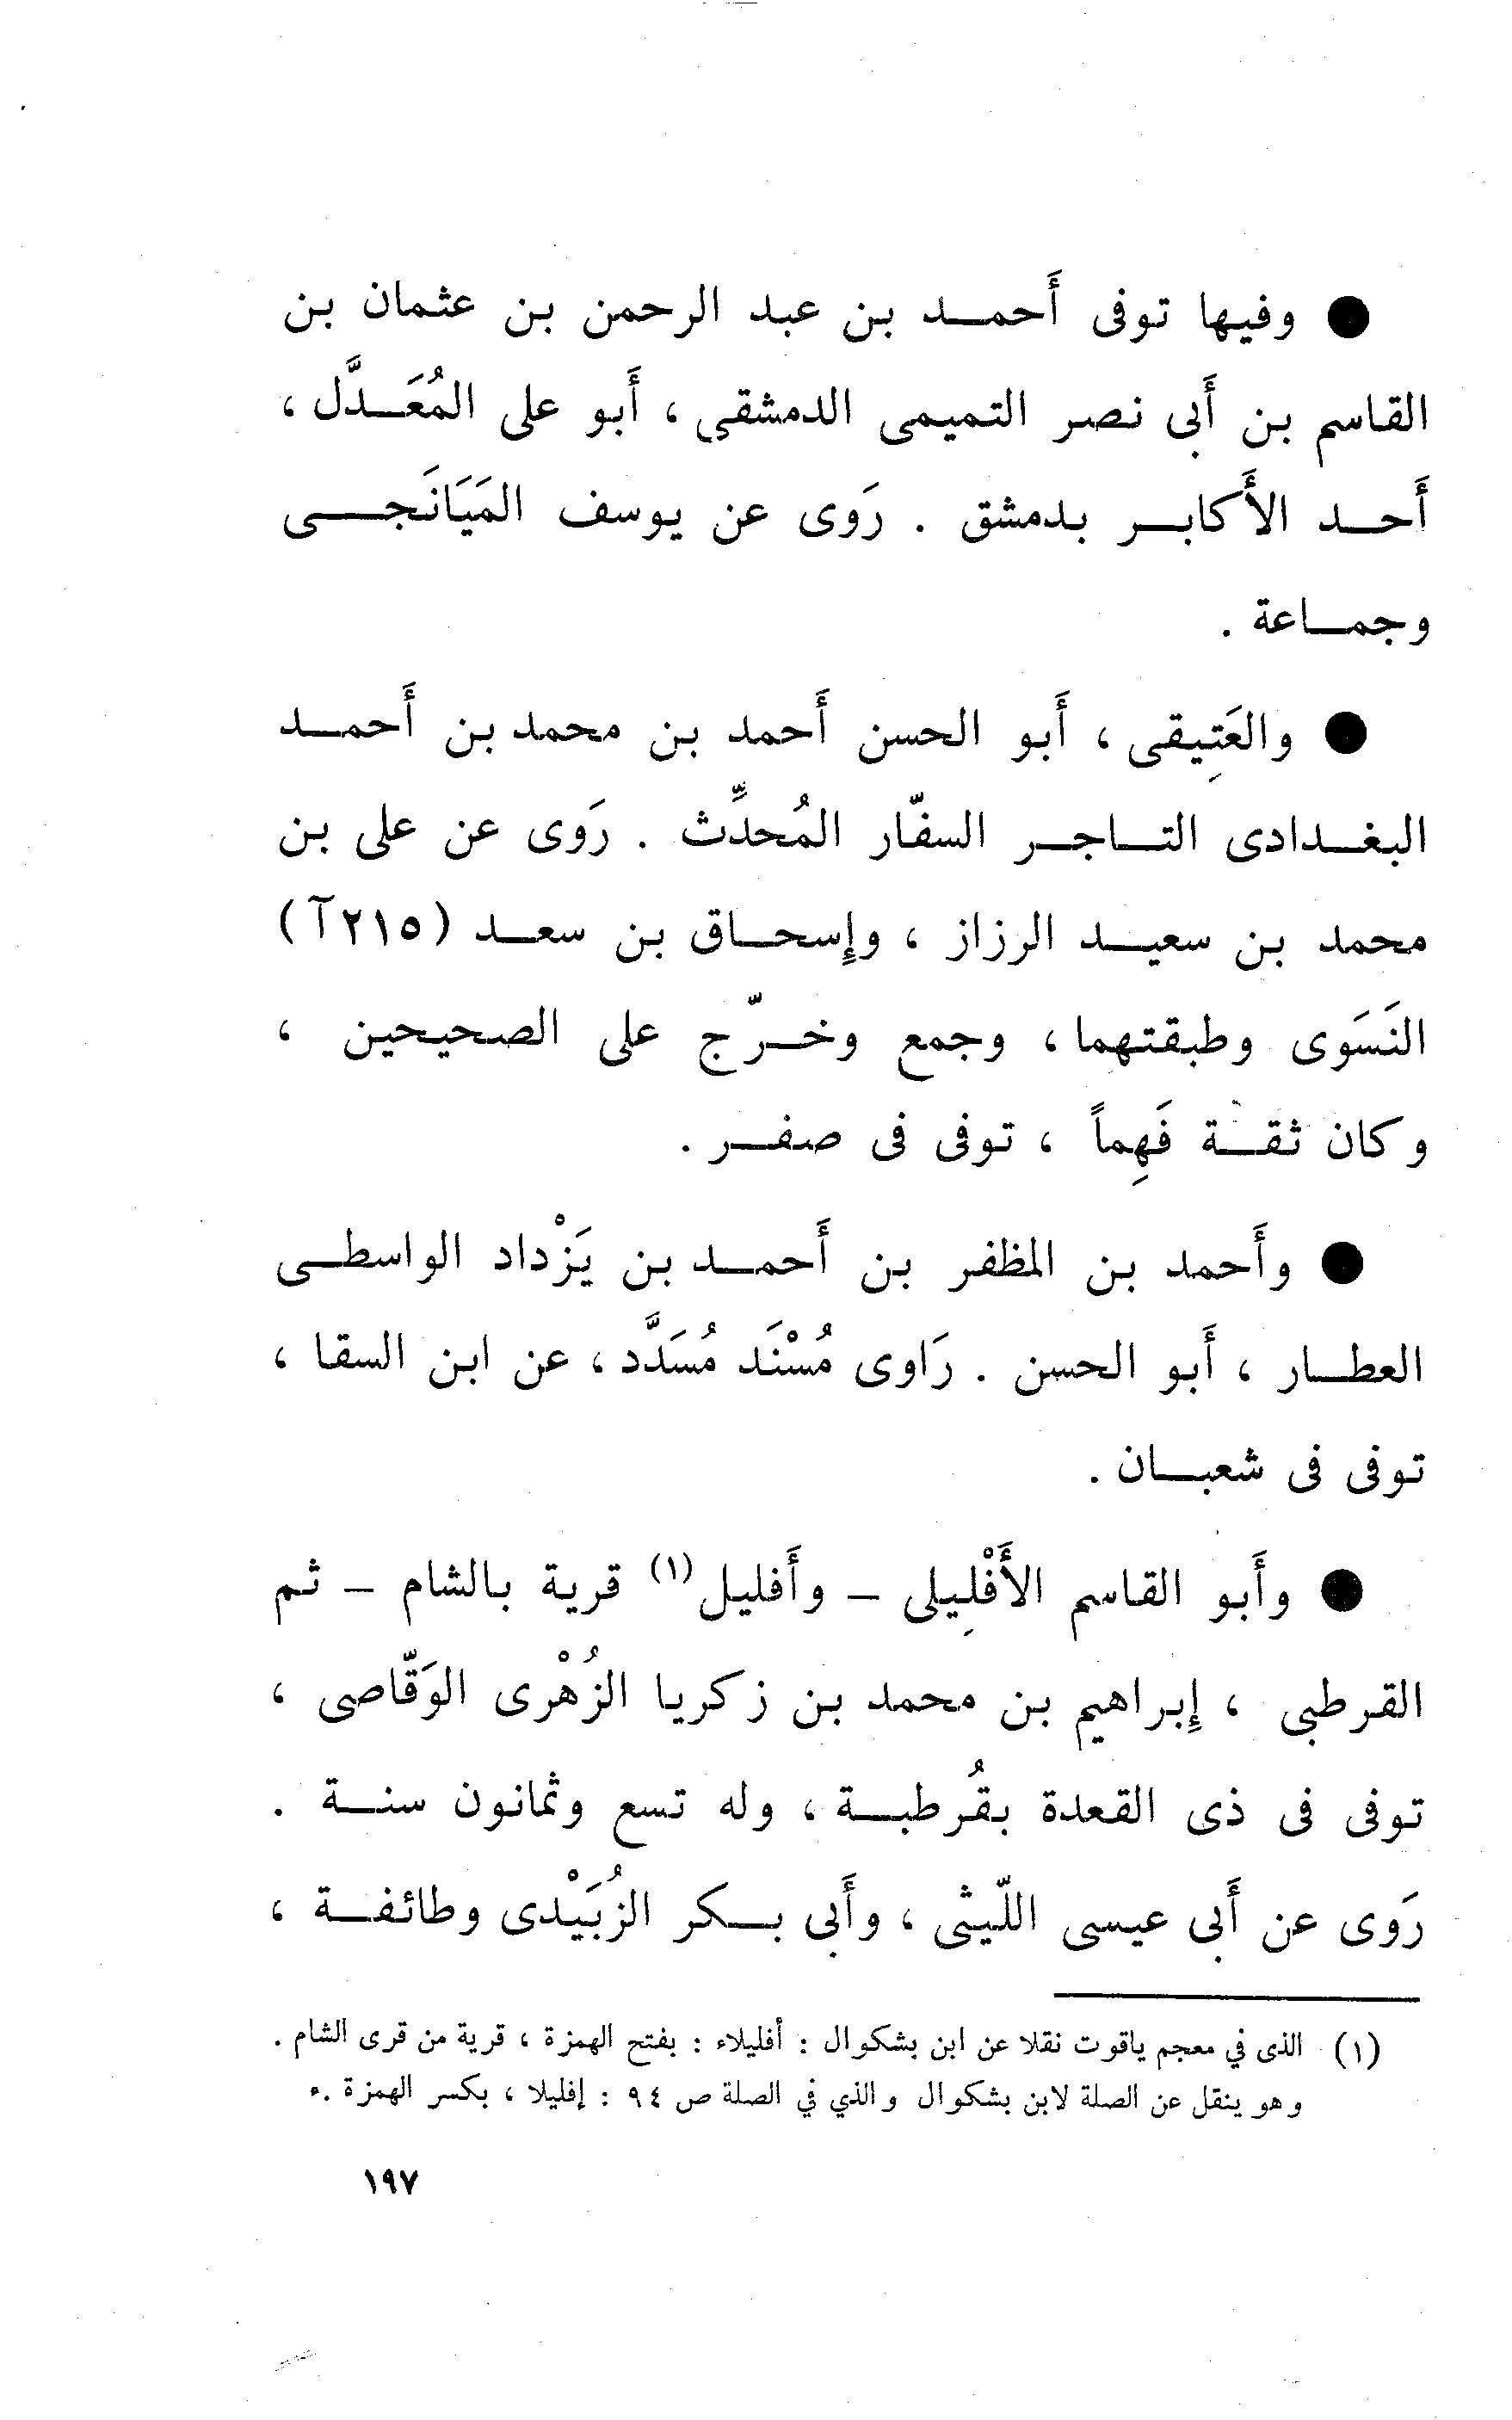 ● وفيها توفى أَحمد بن عبد الرحمن بن عثمان بن
القاسم بن أَبى نصر التميمى الدمشقى ، أَبو على المُعَدَّل ،
أَحد الأَكابر بدمشق . رَوى عن يوسف المَيَانَجى
وجماعة .
● والعَتِيقى ، أَبو الحسن أَحمد بن محمد بن أَحمد
البغدادى التاجر السفّار المُحدِّث . رَوى عن على بن
محمد بن سعيد الرزاز ، وإِسحاق بن سعد (٢١٥آ)
النَسَوى وطبقتهما ، وجمع وخرّج على الصحيحين ،
وكان ثقة فَهِماً ، توفى فى صفر .
● وأَحمد بن المظفر بن أَحمد بن يَزْداد الواسطى
العطار ، أَبو الحسن . رَاوى مُسْنَد مُسَدَّد ، عن ابن السقا ،
توفى فى شعبان .
● وأَبو القاسم الأَفْلِيلى – وأَفليل(١) قرية بالشام – ثم
القرطبى ، إِبراهيم بن محمد بن زكريا الزُهْرى الوَقّاصى ،
توفى فى ذى القعدة بقُرطبة ، وله تسع وثمانون سنة .
رَوى عن أَبى عيسى اللّيثى ، وأَبى بكر الزُبَيْدى وطائفة ،
(١) الذى في معجم ياقوت نقلا عن ابن بشكوال : أفليلاء : بفتح الهمزة ، قرية من قرى الشام .
وهو ينقل عن الصلة لابن بشكوال والذي في الصلة ص ٩٤ : إفليلا ، بكسر الهمزة .
١٩٧